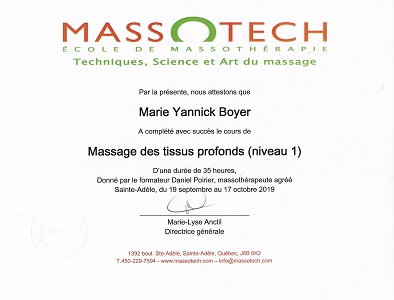 MASSOTECH
ÉCOLE DE MASSOTHÉRAPIE
Techniques, Science et Art du massage
Par la présente, nous attestons que
Marie Yannick Boyer
A complété avec succès le cours de
Massage des tissus profonds (niveau 1)
D'une durée de 35 heures,
Donné par le formateur Daniel Poirier, massothérapeute agréé
Sainte-Adèle, du 19 septembre au 17 octobre 2019
Marie-Lyse Anctil
Directrice générale
1392 boul. Ste-Adèle, Sainte-Adèle, Québec, J8B 0K2
T.450-229-7594 - www.massotech.com – info@massotech.com